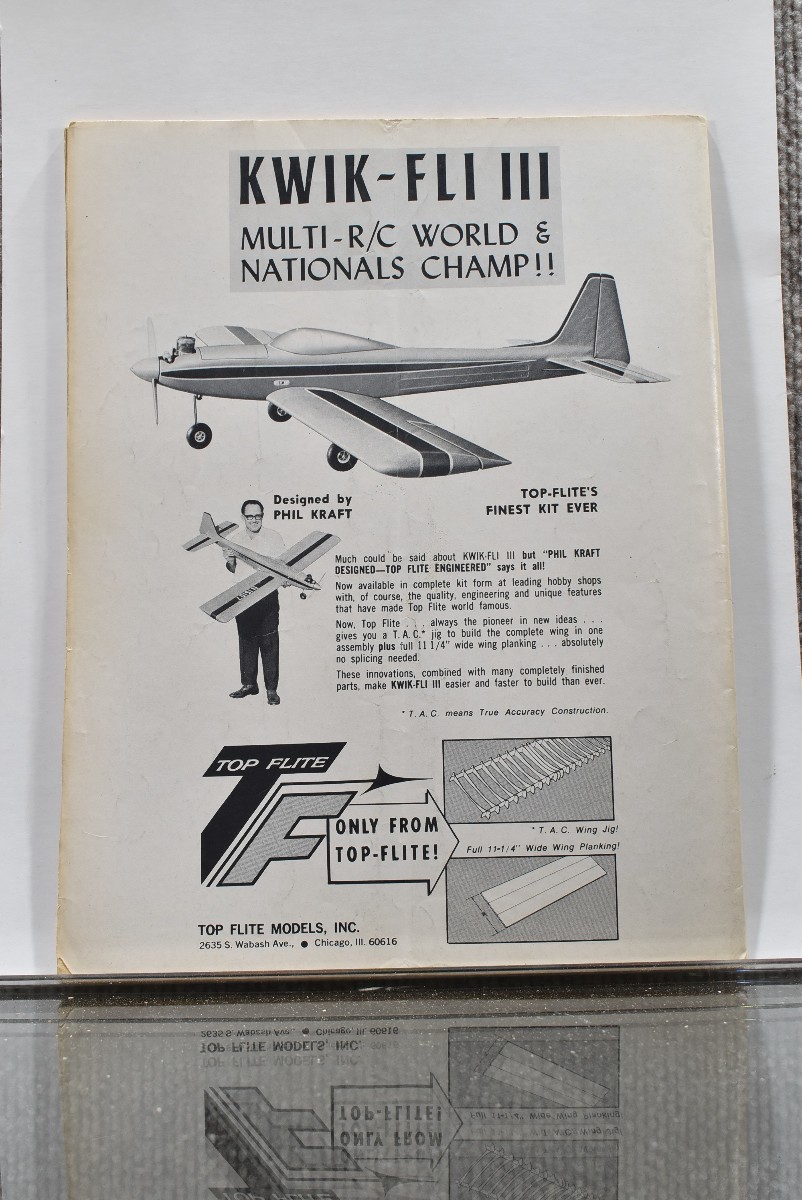 KWIK-FLI III
MULTI-R/C WORLD &
NATIONALS CHAMP!!
Designed by
PHIL KRAFT
TOP-FLITE'S
FINEST KIT EVER
Much could be said about KWIK-FLI III but "PHIL KRAFT
DESIGNED—TOP FLITE ENGINEERED" says it all!
Now available in complete kit form at leading hobby shops
with, of course, the quality, engineering and unique features
that have made Top Flite world famous.
Now, Top Flite . . . always the pioneer in new ideas . . .
gives you a T.A.C.* jig to build the complete wing in one
assembly plus full 11 1/4" wide wing planking . . . absolutely
no splicing needed.
These innovations, combined with many completely finished
parts, make KWIK-FLI III easier and faster to build than ever.
* T.A.C. means True Accuracy Construction.
TOP FLITE
TF
ONLY FROM
TOP-FLITE!
* T.A.C. Wing Jig!
Full 11-1/4" Wide Wing Planking!
TOP FLITE MODELS, INC.
2635 S. Wabash Ave., ● Chicago, Ill. 60616